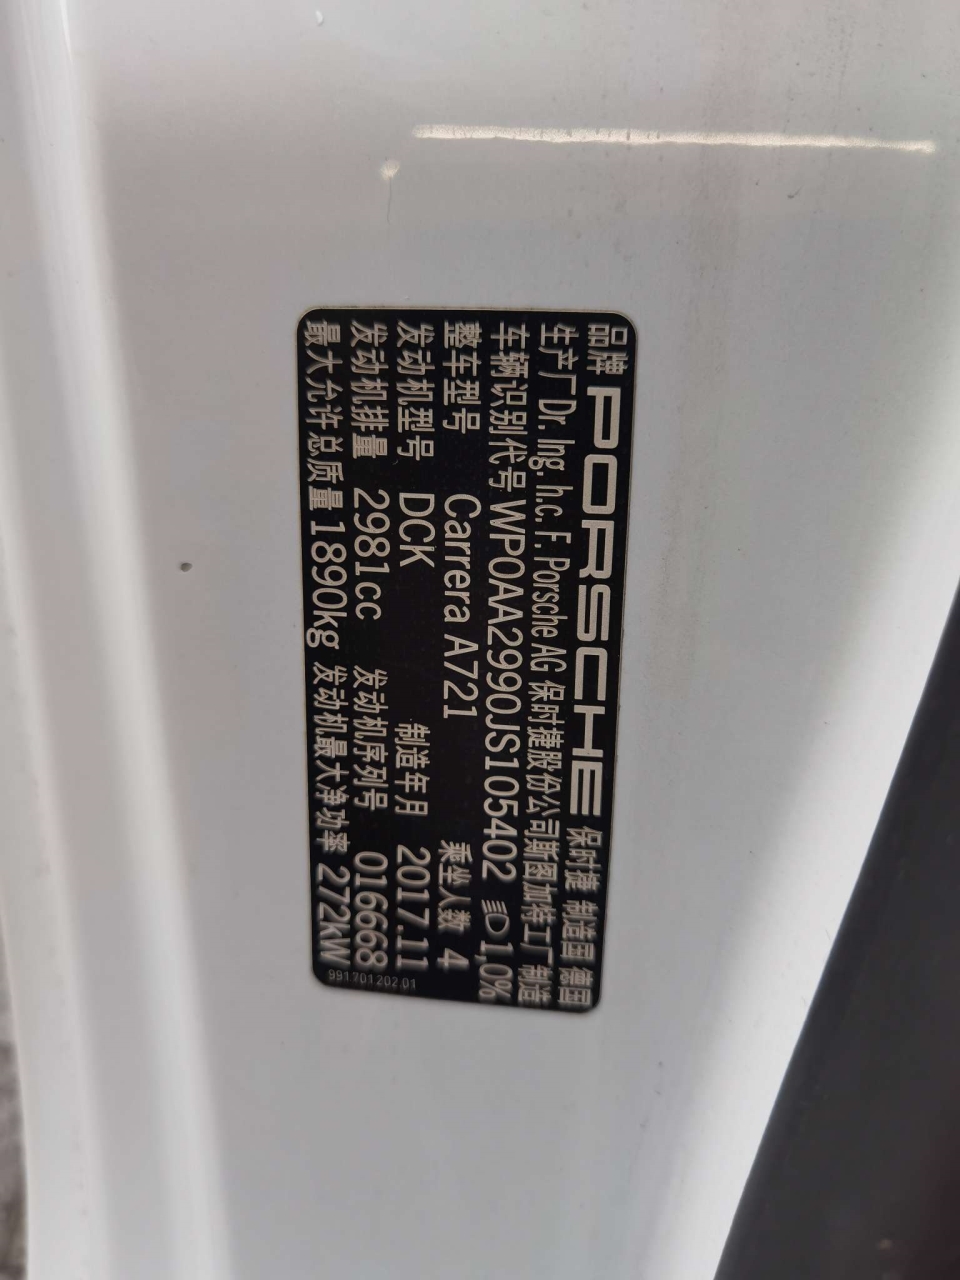 品牌 PORSCHE 保时捷 制造国 德国
生产厂 Dr. Ing. h.c. F. Porsche AG 保时捷股份公司斯图加特工厂制造
车辆识别代号 WP0AA2990JS105402 1,0%
整车型号 Carrera A721 乘坐人数 4
发动机型号 DCK 制造年月 2017.11
发动机排量 2981cc 发动机序列号 016668
最大允许总质量 1890kg 发动机最大净功率 272kW
991701202.01